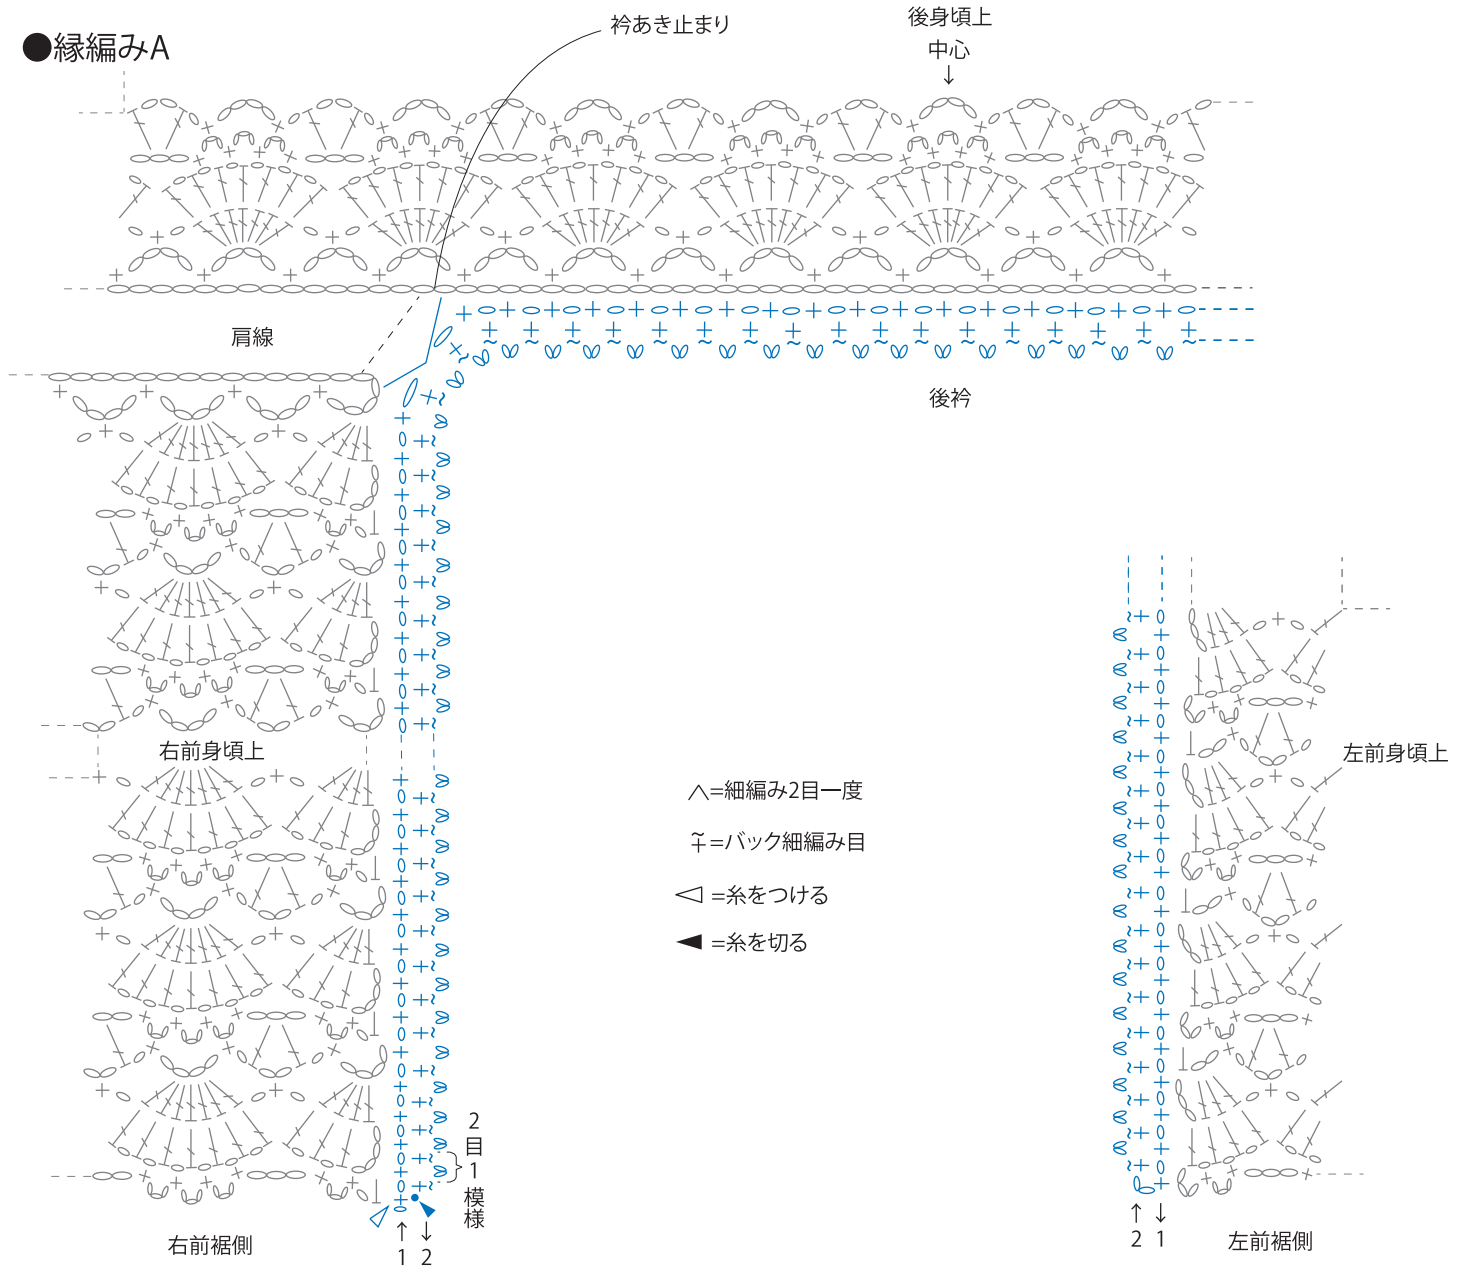 ●縁編みA
衿あき止まり
後身頃上
中心
↓
肩線
後衿
右前身頃上
左前身頃上
=細編み2目一度
=バック細編み目
=糸をつける
=糸を切る
2目1模様
↑ ↓
1 2
右前裾側
↑ ↓
2 1
左前裾側